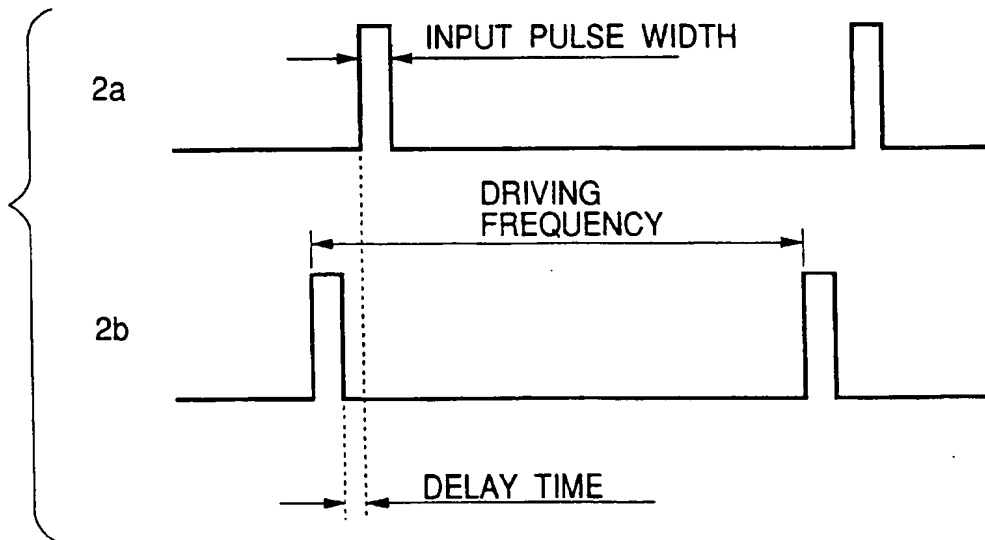 INPUT PULSE WIDTH
2a
DRIVING
FREQUENCY
2b
DELAY TIME